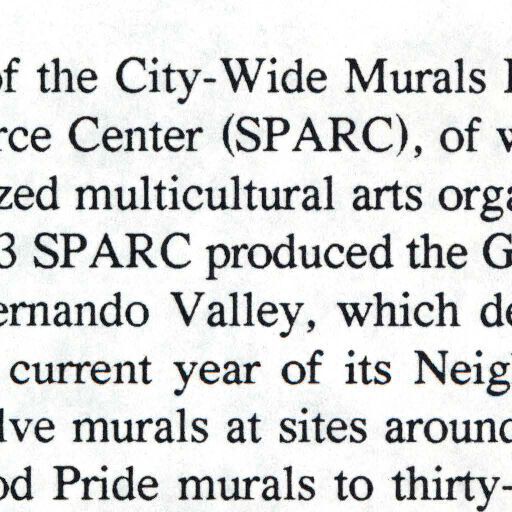 of the City-Wide Murals
rce Center (SPARC), of w
zed multicultural arts orga
3 SPARC produced the G
ernando Valley, which de
current year of its Neigh
lve murals at sites around
od Pride murals to thirty-